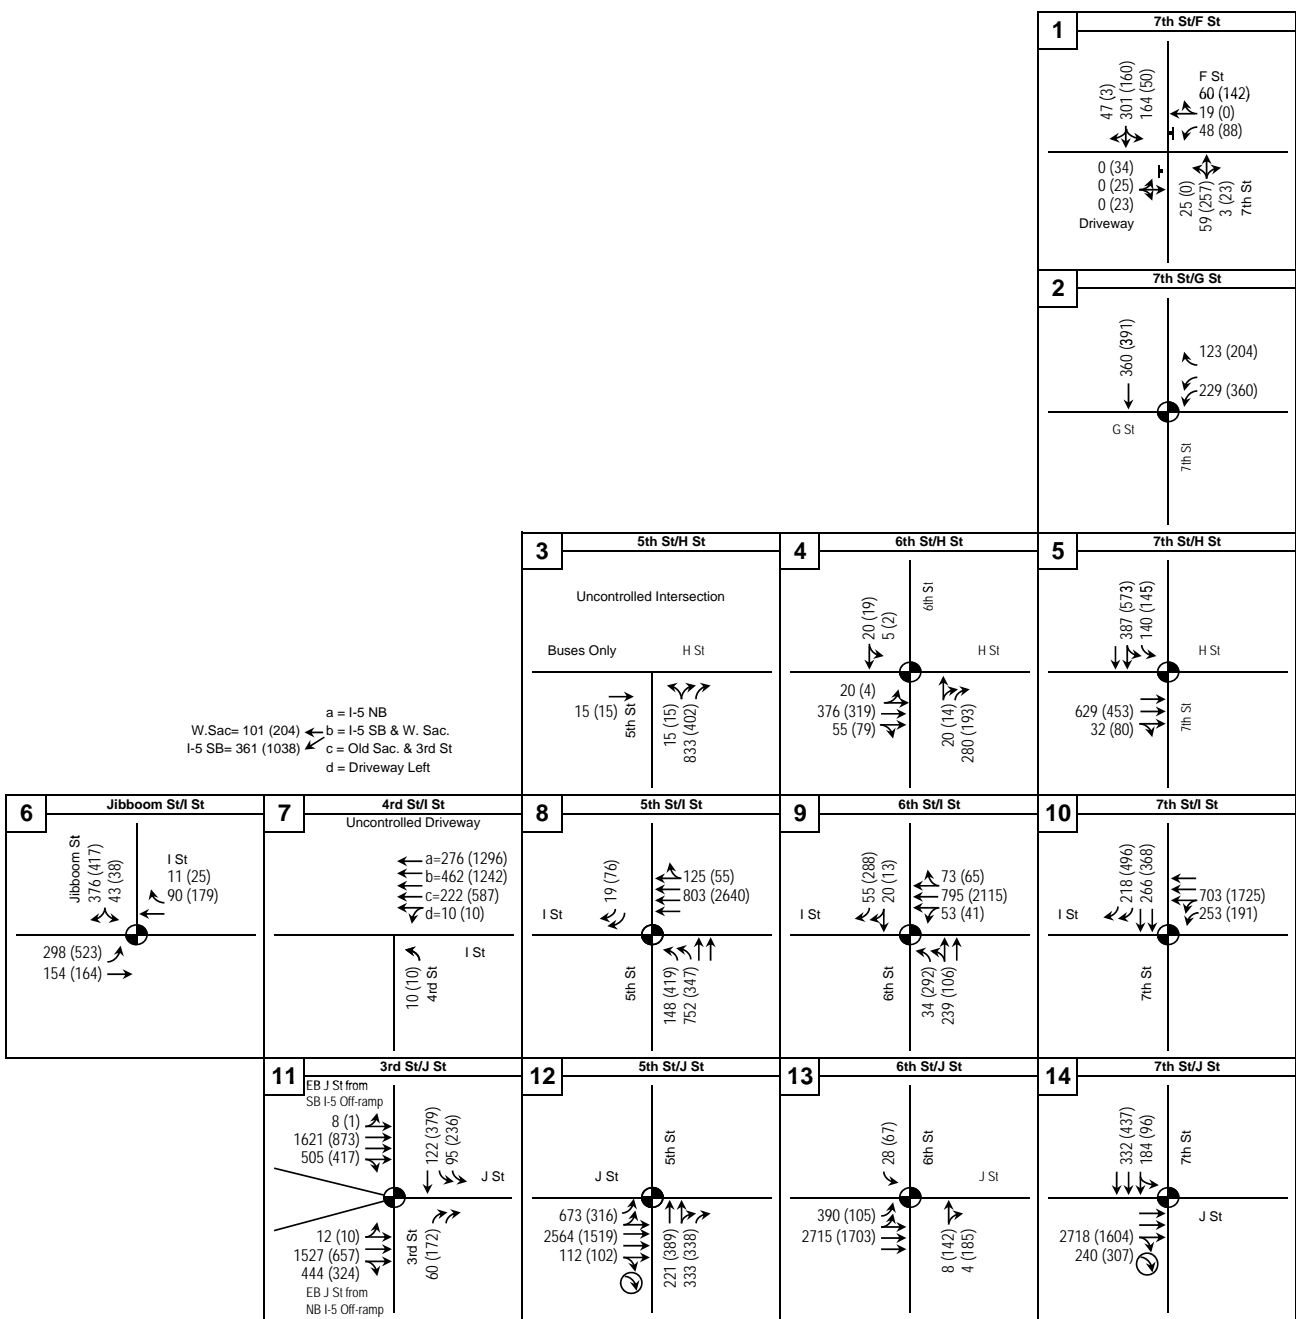 1
7th St/F St
47 (3)
301 (160)
164 (50)
F St
60 (142)
19 (0)
48 (88)
0 (34)
0 (25)
0 (23)
Driveway
25 (0)
59 (257)
3 (23)
7th St
2
7th St/G St
360 (391)
123 (204)
229 (360)
G St
7th St
3
5th St/H St
Uncontrolled Intersection
Buses Only
H St
15 (15)
5th St
15 (15)
833 (402)
4
6th St/H St
20 (19)
5 (2)
6th St
H St
20 (4)
376 (319)
55 (79)
20 (14)
280 (193)
5
7th St/H St
387 (573)
140 (145)
H St
629 (453)
32 (80)
7th St
a = I-5 NB
W.Sac= 101 (204) b = I-5 SB & W. Sac.
I-5 SB= 361 (1038) c = Old Sac. & 3rd St
d = Driveway Left
6
Jibboom St/I St
Jibboom St
376 (417)
43 (38)
I St
11 (25)
90 (179)
298 (523)
154 (164)
7
4rd St/I St
Uncontrolled Driveway
a=276 (1296)
b=462 (1242)
c=222 (587)
d=10 (10)
I St
10 (10)
4rd St
8
5th St/I St
19 (76)
125 (55)
803 (2640)
I St
5th St
148 (419)
752 (347)
9
6th St/I St
55 (288)
20 (13)
73 (65)
795 (2115)
53 (41)
I St
6th St
34 (292)
239 (106)
10
7th St/I St
218 (496)
266 (368)
703 (1725)
253 (191)
I St
7th St
11
3rd St/J St
EB J St from
SB I-5 Off-ramp
8 (1)
1621 (873)
505 (417)
122 (379)
95 (236)
J St
12 (10)
1527 (657)
444 (324)
3rd St
60 (172)
EB J St from
NB I-5 Off-ramp
12
5th St/J St
5th St
J St
673 (316)
2564 (1519)
112 (102)
221 (389)
333 (338)
13
6th St/J St
28 (67)
6th St
J St
390 (105)
2715 (1703)
8 (142)
4 (185)
14
7th St/J St
332 (437)
184 (96)
7th St
J St
2718 (1604)
240 (307)